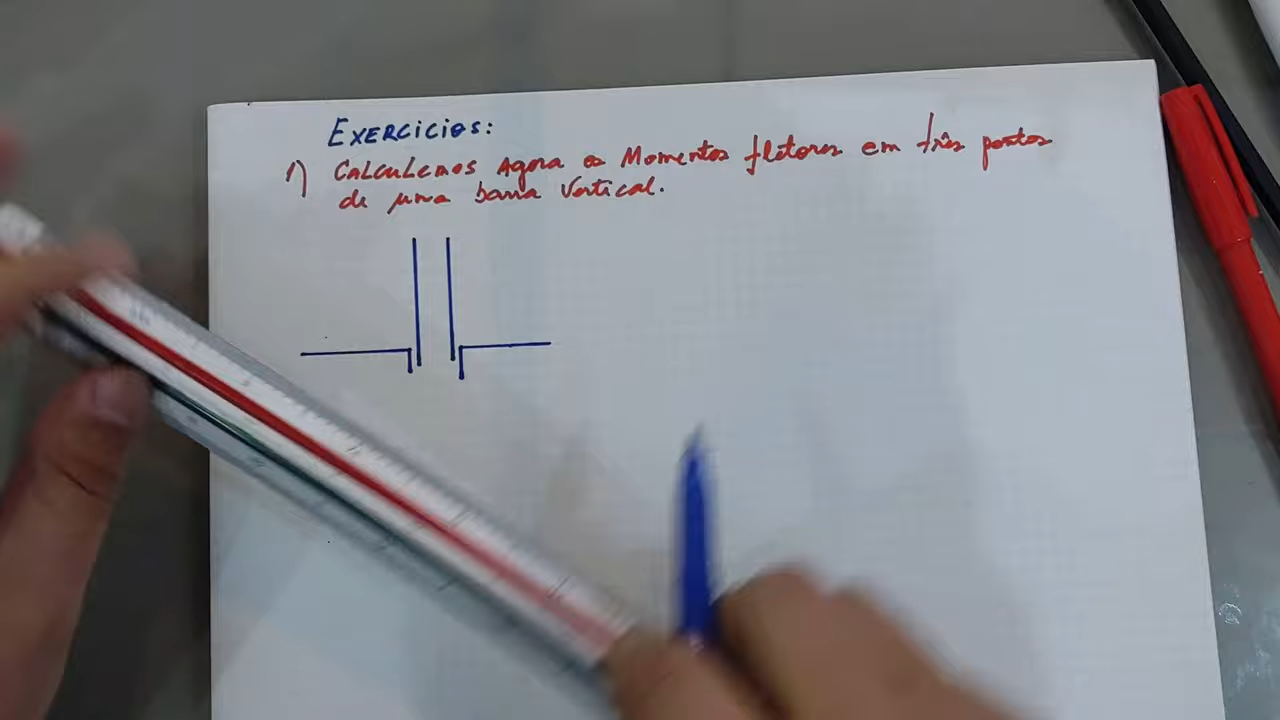 EXERCICIOS:
1) CALCULEMOS AgorA os Momentos fletores em três pontos
de uma barra Vertical.